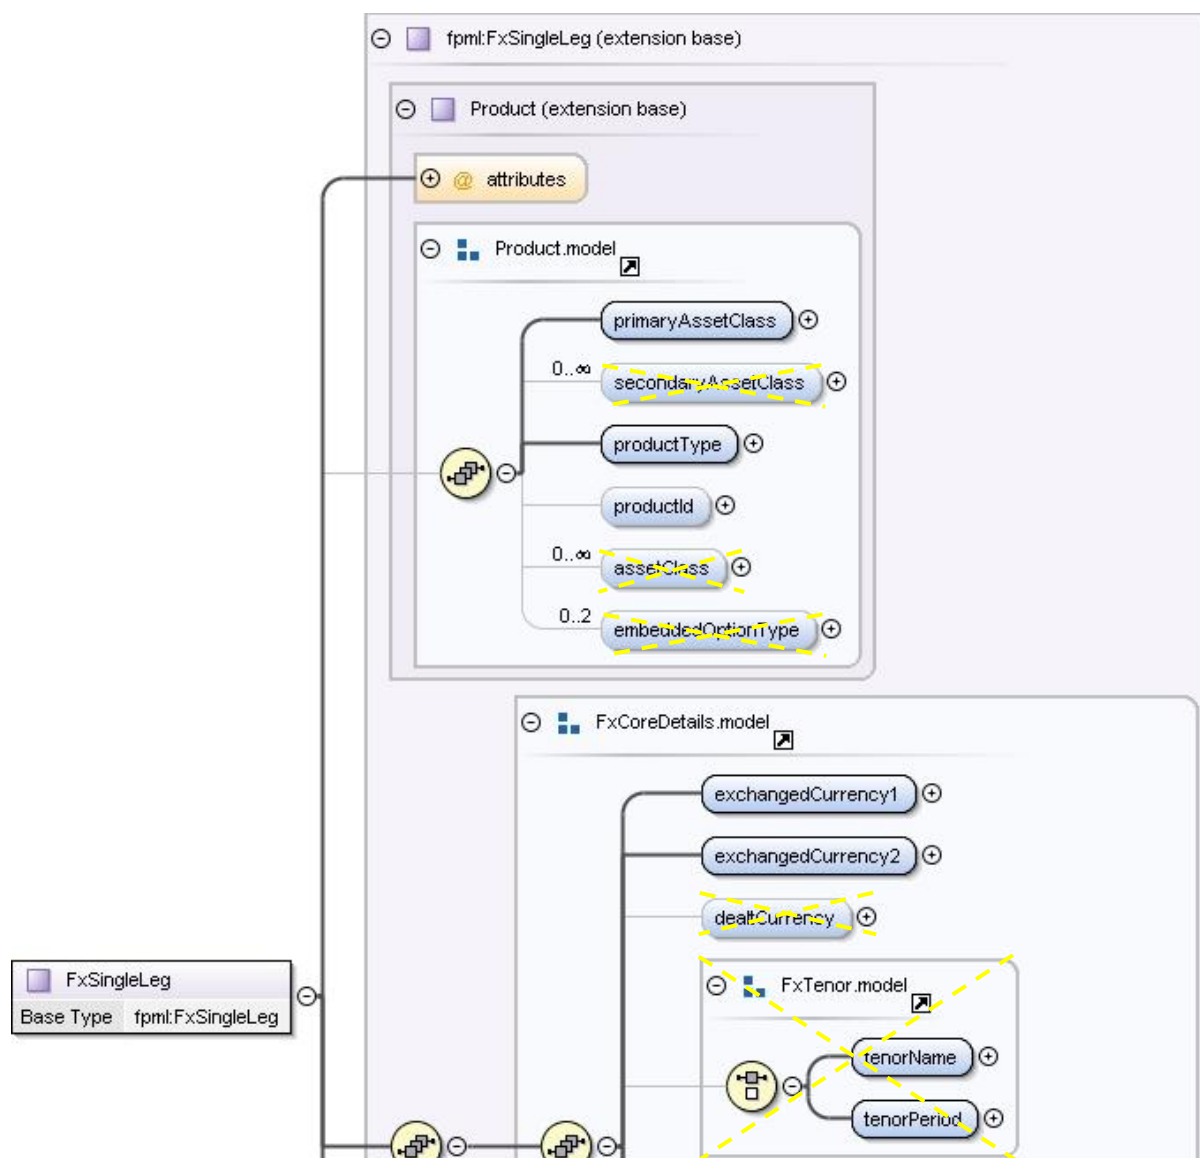 fpml:FxSingleLeg (extension base)
Product (extension base)
@ attributes
Product.model
primaryAssetClass
0..∞
secondaryAssetClass
productType
productId
0..∞
assetClass
0..2
embeddedOptionType
FxCoreDetails.model
exchangedCurrency1
exchangedCurrency2
dealtCurrency
FxSingleLeg
Base Type fpml:FxSingleLeg
FxTenor.model
tenorName
tenorPeriod